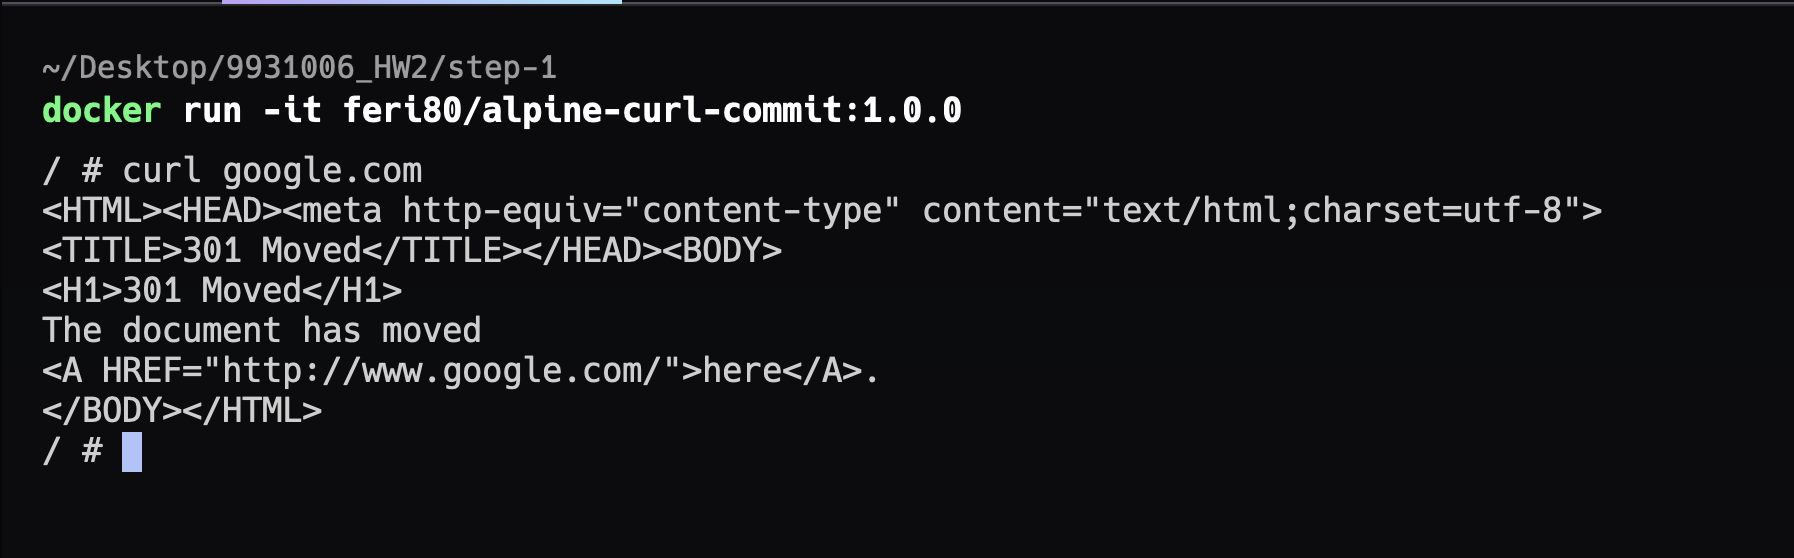 ~/Desktop/9931006_HW2/step-1
docker run -it feri80/alpine-curl-commit:1.0.0
/ # curl google.com
<HTML><HEAD><meta http-equiv="content-type" content="text/html;charset=utf-8">
<TITLE>301 Moved</TITLE></HEAD><BODY>
<H1>301 Moved</H1>
The document has moved
<A HREF="http://www.google.com/">here</A>.
</BODY></HTML>
/ #